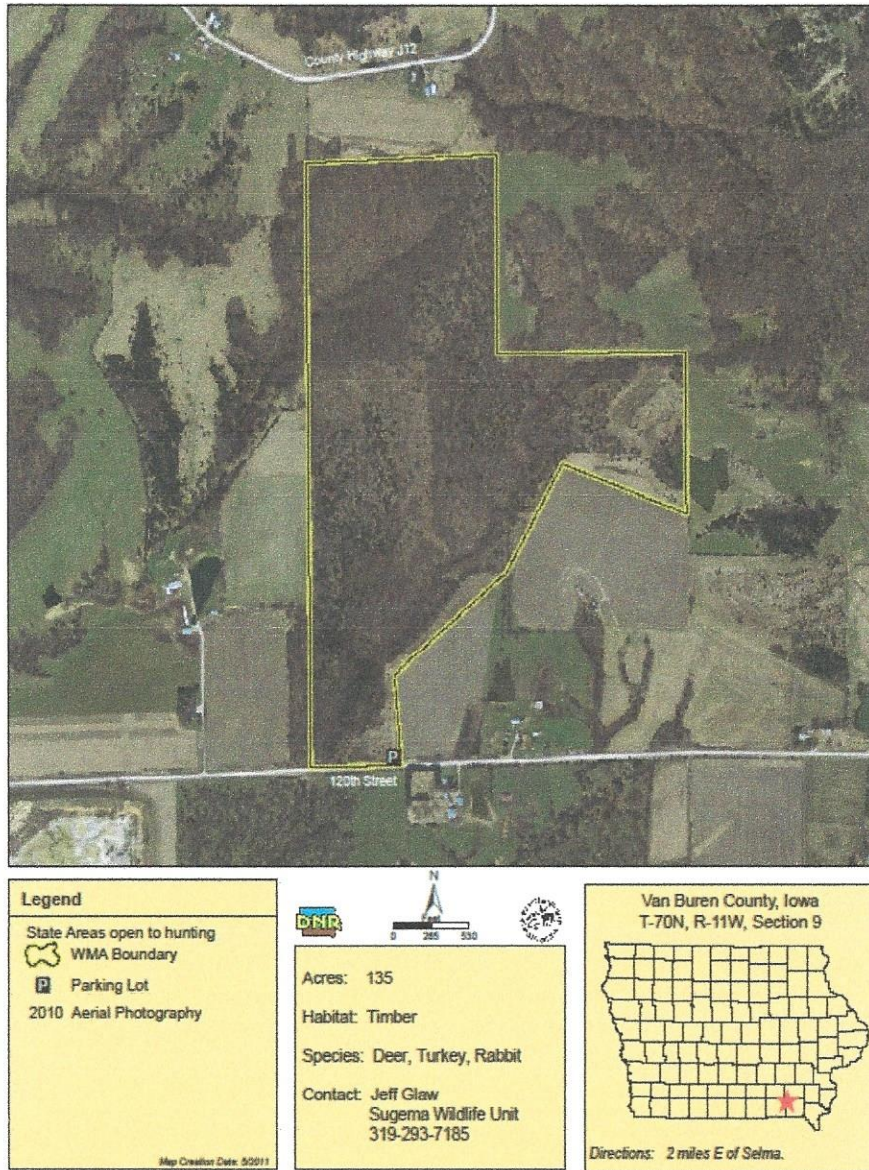 County Highway J12
P
120th Street
Legend
State Areas open to hunting
WMA Boundary
P Parking Lot
2010 Aerial Photography
Map Creation Date: 5/2011
DNR
N
Feet
0 265 530
Acres: 135
Habitat: Timber
Species: Deer, Turkey, Rabbit
Contact: Jeff Glaw
Sugema Wildlife Unit
319-293-7185
Van Buren County, Iowa
T-70N, R-11W, Section 9
Directions: 2 miles E of Selma.